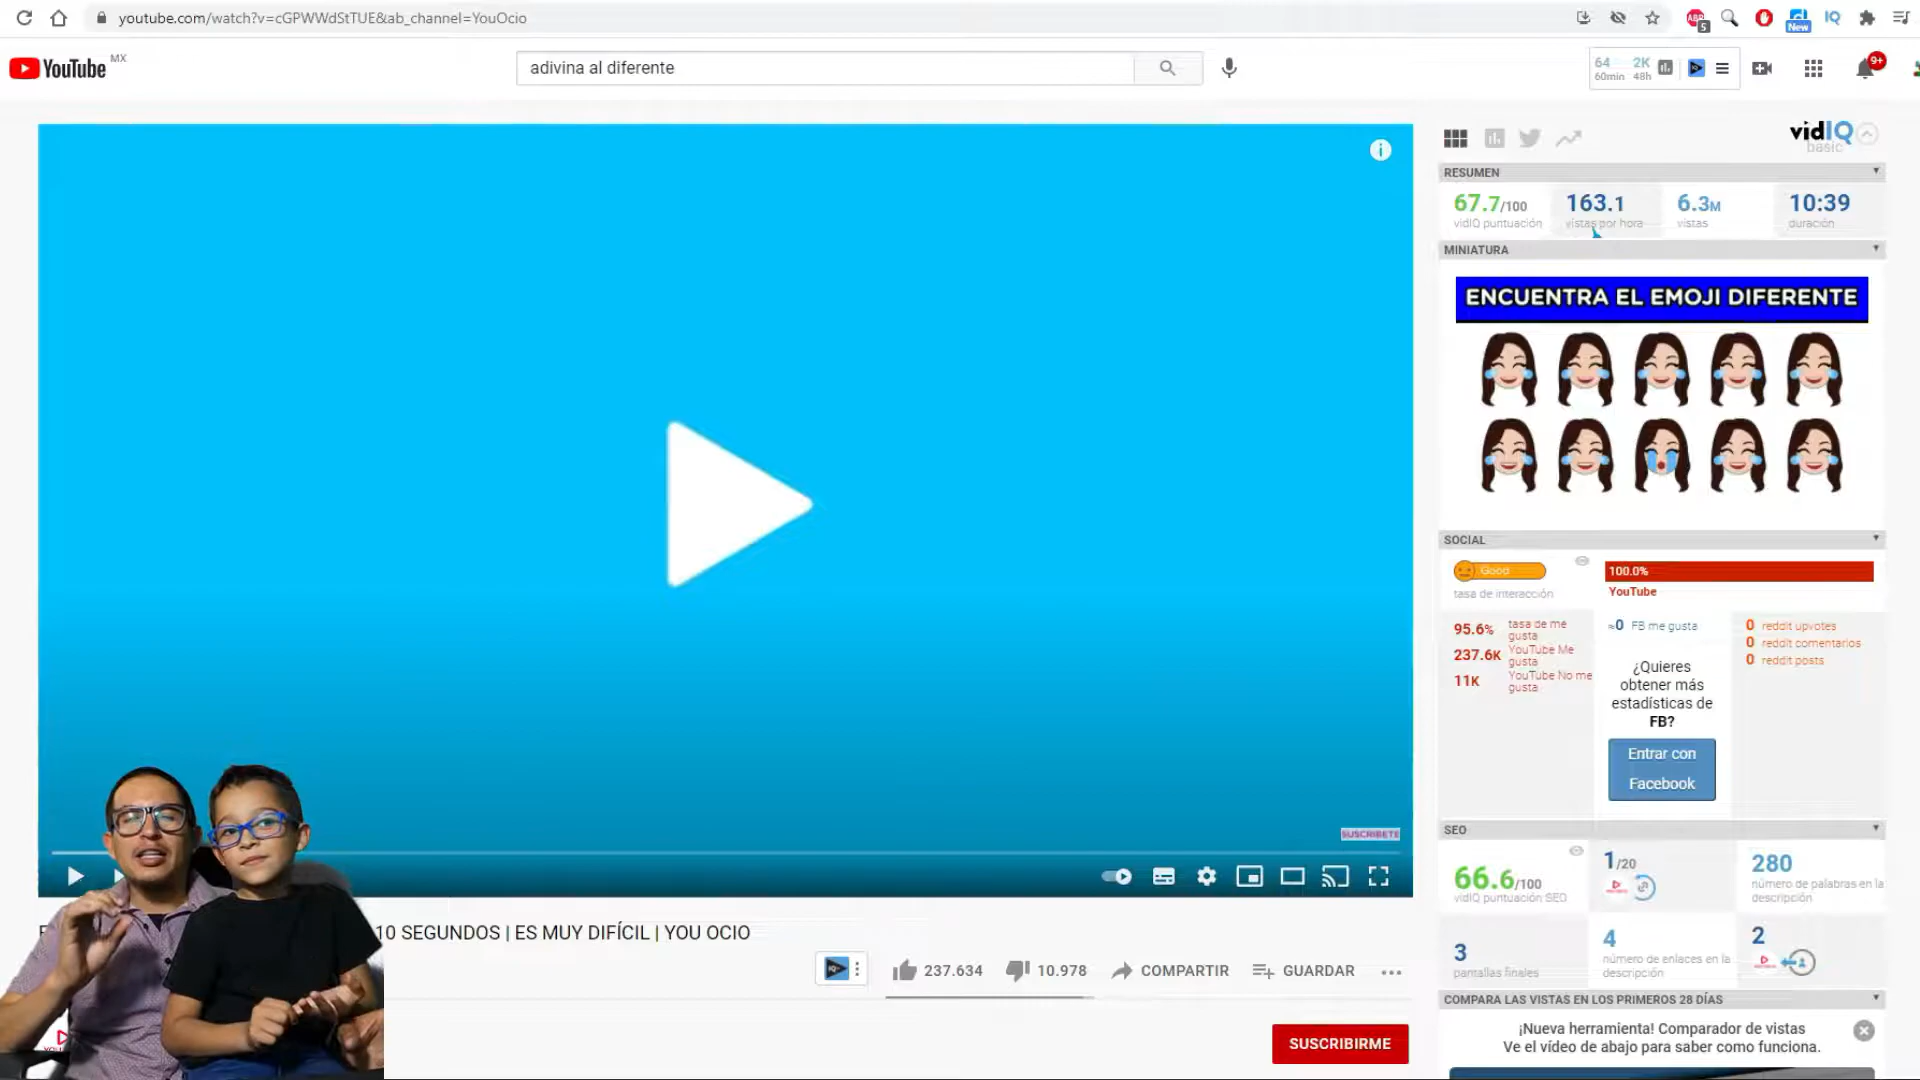 youtube.com/watch?v=cGPWWdStTUE&ab_channel=YouOcio
ABP
5
New
IQ
YouTube MX
adivina al diferente
64 2K
60min 48h
9+
vidIQ
basic
RESUMEN
67.7/100 163.1 6.3M 10:39
vidIQ puntuación vistas por hora vistas duración
MINIATURA
ENCUENTRA EL EMOJI DIFERENTE
SOCIAL
Good 100.0%
tasa de interacción YouTube
95.6% tasa de me gusta
237.6K YouTube Me gusta
11K YouTube No me gusta
≈0 FB me gusta
¿Quieres
obtener más
estadísticas de
FB?
Entrar con
Facebook
0 reddit upvotes
0 reddit comentarios
0 reddit posts
SUSCRIBETE
SEO
66.6/100
vidIQ puntuación SEO
1/20
280
número de palabras en la
descripción
3
pantallas finales
4
número de enlaces en la
descripción
2
10 SEGUNDOS | ES MUY DIFÍCIL | YOU OCIO
237.634 10.978 COMPARTIR GUARDAR
SUSCRIBIRME
COMPARA LAS VISTAS EN LOS PRIMEROS 28 DÍAS
¡Nueva herramienta! Comparador de vistas
Ve el vídeo de abajo para saber como funciona.